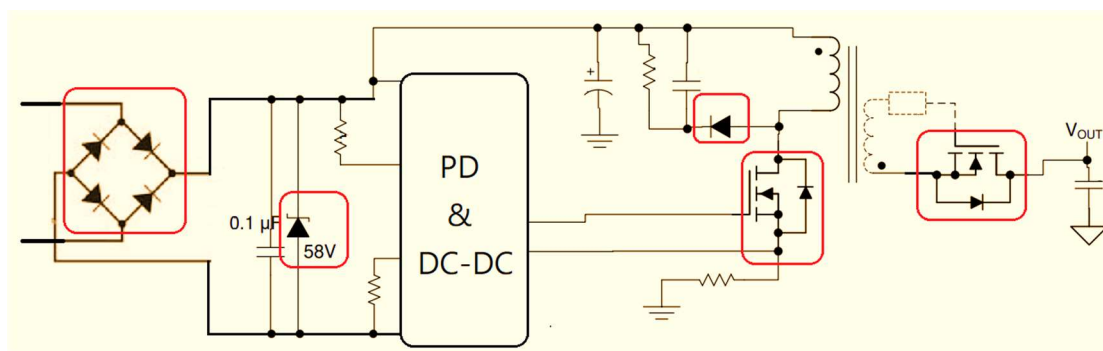 0.1 µF
58V
PD
&
DC-DC
+
VOUT